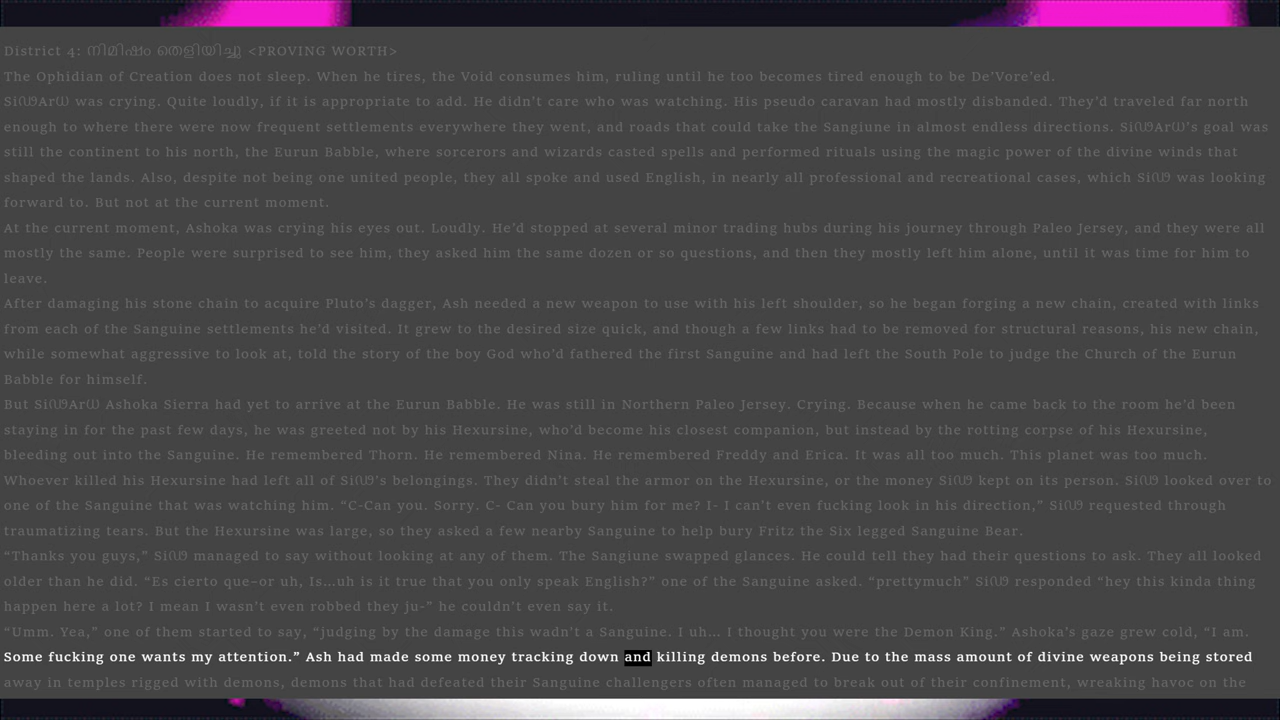 District 4: നിമിഷം തെളിയിച്ചു <PROVING WORTH>
The Ophidian of Creation does not sleep. When he tires, the Void consumes him, ruling until he too becomes tired enough to be De’Vore’ed.
was crying. Quite loudly, if it is appropriate to add. He didn’t care who was watching. His pseudo caravan had mostly disbanded. They’d traveled far north
enough to where there were now frequent settlements everywhere they went, and roads that could take the Sangiune in almost endless directions. goal was
still the continent to his north, the Eurun Babble, where sorcerors and wizards casted spells and performed rituals using the magic power of the divine winds that
shaped the lands. Also, despite not being one united people, they all spoke and used English, in nearly all professional and recreational cases, which was looking
forward to. But not at the current moment.
At the current moment, Ashoka was crying his eyes out. Loudly. He’d stopped at several minor trading hubs during his journey through Paleo Jersey, and they were all
mostly the same. People were surprised to see him, they asked him the same dozen or so questions, and then they mostly left him alone, until it was time for him to
leave.
After damaging his stone chain to acquire Pluto’s dagger, Ash needed a new weapon to use with his left shoulder, so he began forging a new chain, created with links
from each of the Sanguine settlements he’d visited. It grew to the desired size quick, and though a few links had to be removed for structural reasons, his new chain,
while somewhat aggressive to look at, told the story of the boy God who’d fathered the first Sanguine and had left the South Pole to judge the Church of the Eurun
Babble for himself.
But Ashoka Sierra had yet to arrive at the Eurun Babble. He was still in Northern Paleo Jersey. Crying. Because when he came back to the room he’d been
staying in for the past few days, he was greeted not by his Hexursine, who’d become his closest companion, but instead by the rotting corpse of his Hexursine,
bleeding out into the Sanguine. He remembered Thorn. He remembered Nina. He remembered Freddy and Erica. It was all too much. This planet was too much.
Whoever killed his Hexursine had left all of belongings. They didn’t steal the armor on the Hexursine, or the money kept on its person. looked over to
one of the Sanguine that was watching him. “C-Can you. Sorry. C- Can you bury him for me? I- I can’t even fucking look in his direction,” requested through
traumatizing tears. But the Hexursine was large, so they asked a few nearby Sanguine to help bury Fritz the Six legged Sanguine Bear.
“Thanks you guys,” managed to say without looking at any of them. The Sangiune swapped glances. He could tell they had their questions to ask. They all looked
older than he did. “Es cierto que–or uh, Is...uh is it true that you only speak English?” one of the Sanguine asked. “prettymuch” responded “hey this kinda thing
happen here a lot? I mean I wasn’t even robbed they ju-” he couldn’t even say it.
“Umm. Yea,” one of them started to say, “judging by the damage this wadn’t a Sanguine. I uh... I thought you were the Demon King.” Ashoka’s gaze grew cold, “I am.
Some fucking one wants my attention.” Ash had made some money tracking down and killing demons before. Due to the mass amount of divine weapons being stored
away in temples rigged with demons, demons that had defeated their Sanguine challengers often managed to break out of their confinement, wreaking havoc on the